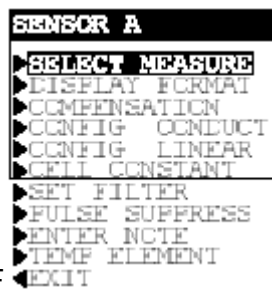 SENSOR A
SELECT MEASURE
DISPLAY FORMAT
COMPENSATION
CONFIG CONDUCT
CONFIG LINEAR
CELL CONSTANT
SET FILTER
PULSE SUPPRESS
ENTER NOTE
TEMP ELEMENT
EXIT